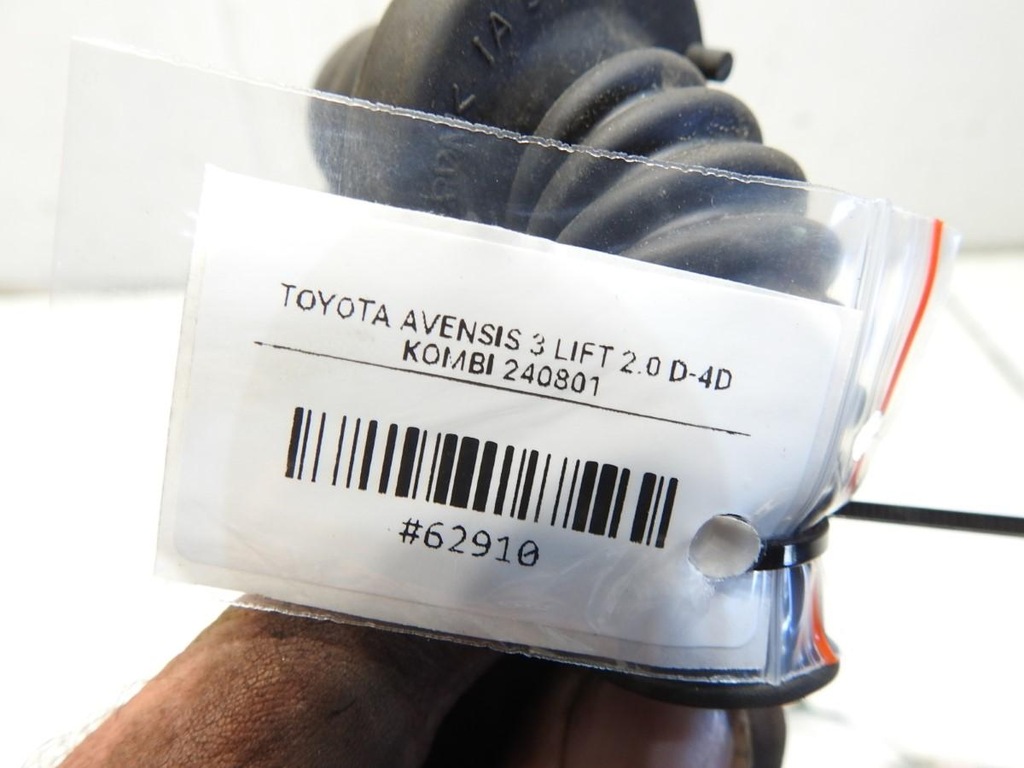 TOYOTA AVENSIS 3 LIFT 2.0 D-4D
KOMBI 240801
#62910